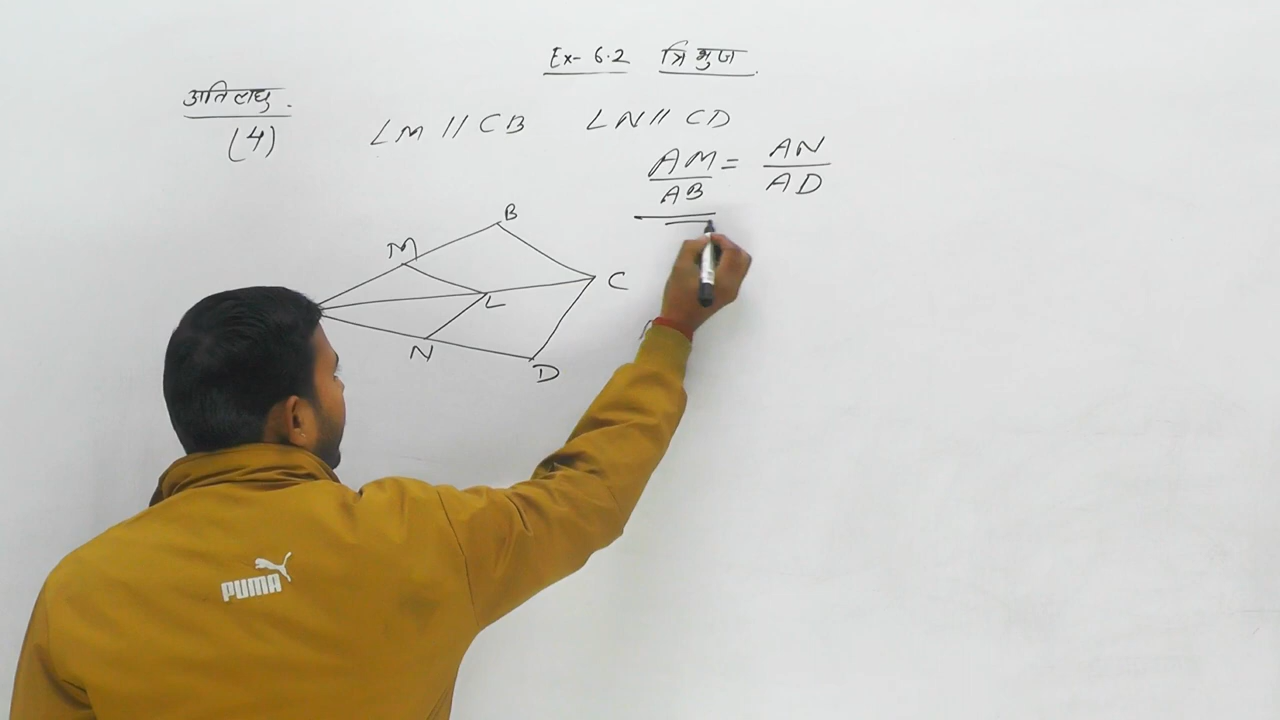 Ex- 6.2 त्रिभुज.
अतिलघु.
(4)
LM // CB LN // CD
AM/AB = AN/AD
B
M
C
L
N
D
PUMA